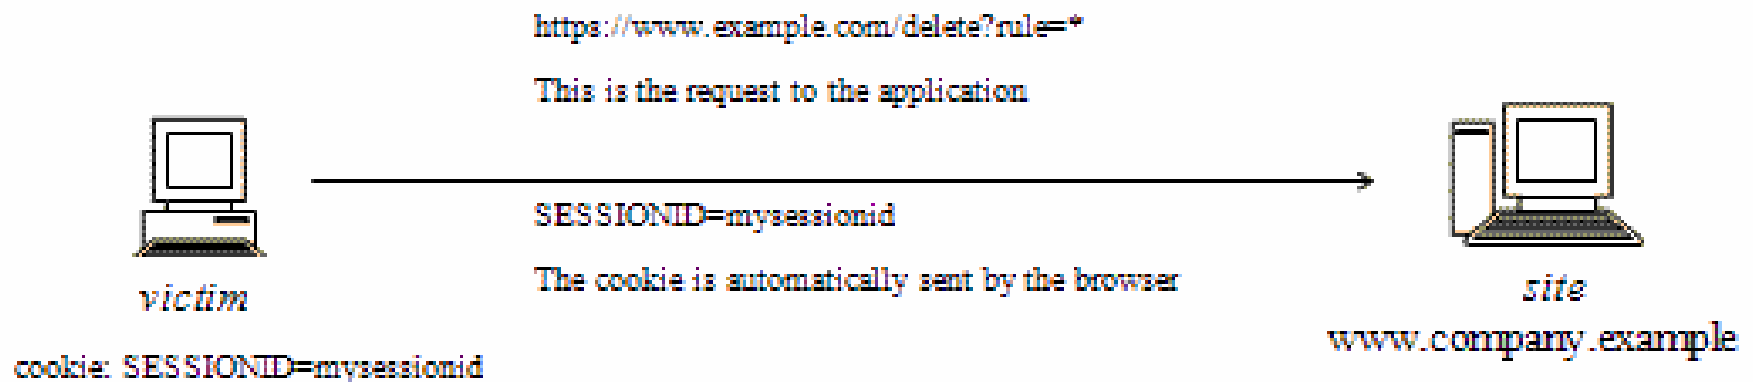 https://www.example.com/delete?rule=*
This is the request to the application
SESSIONID=mysessionid
The cookie is automatically sent by the browser
victim
site
www.company.example
cookie: SESSIONID=mysessionid